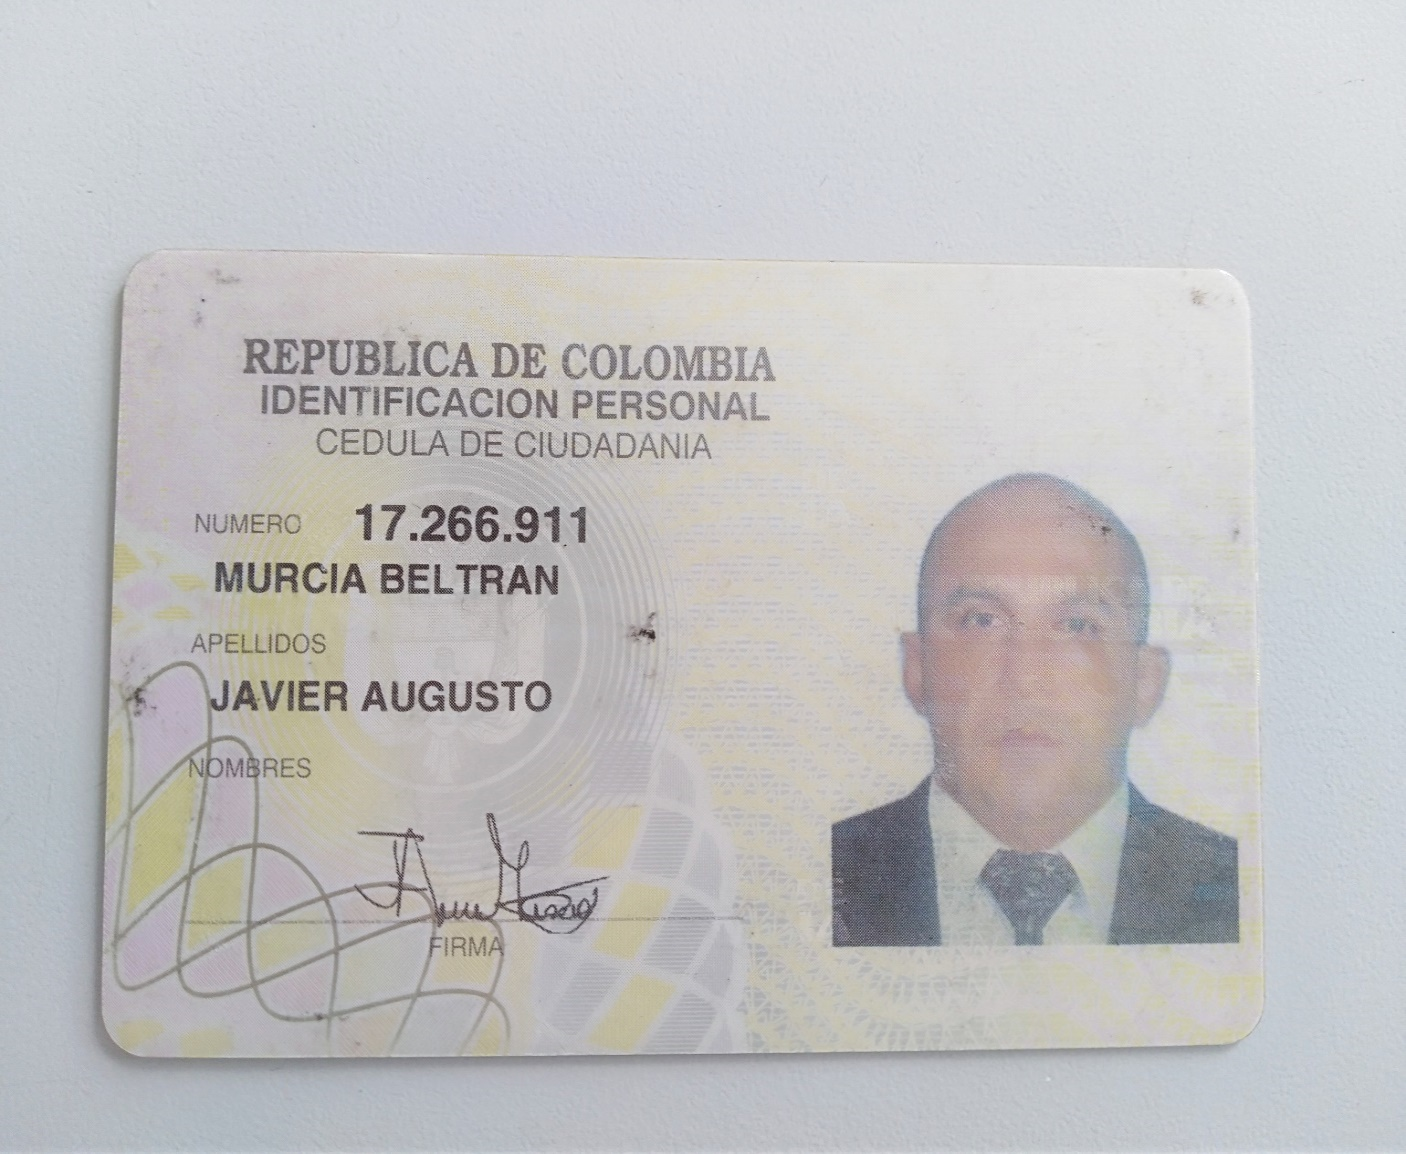 REPUBLICA DE COLOMBIA
IDENTIFICACION PERSONAL
CEDULA DE CIUDADANIA
NUMERO 17.266.911
MURCIA BELTRAN
APELLIDOS
JAVIER AUGUSTO
NOMBRES
FIRMA